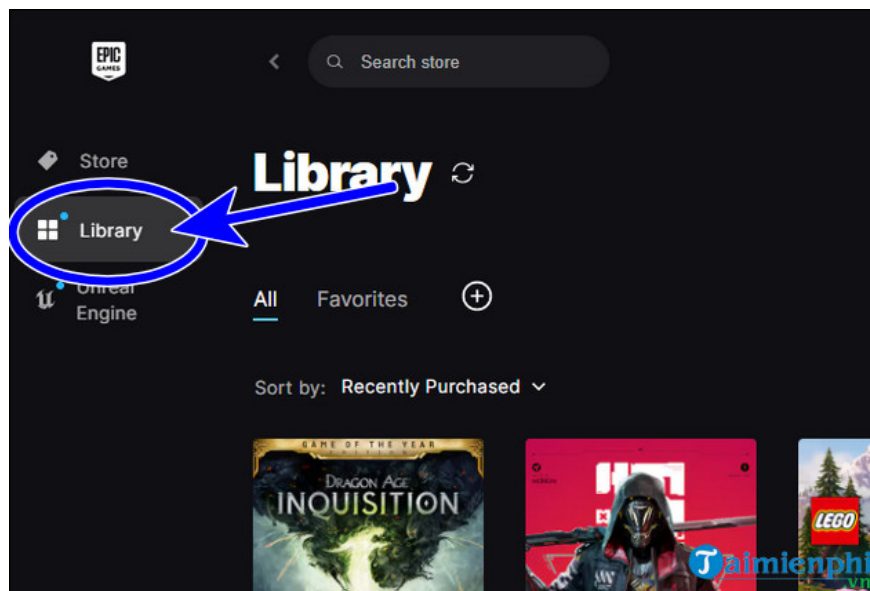 EPIC
GAMES
Search store
Store
Library
Library
Unreal
Engine
All
Favorites
Sort by: Recently Purchased
GAME OF THE YEAR
EDITION
DRAGON AGE
INQUISITION
LEGO
Taimienphi
.vn